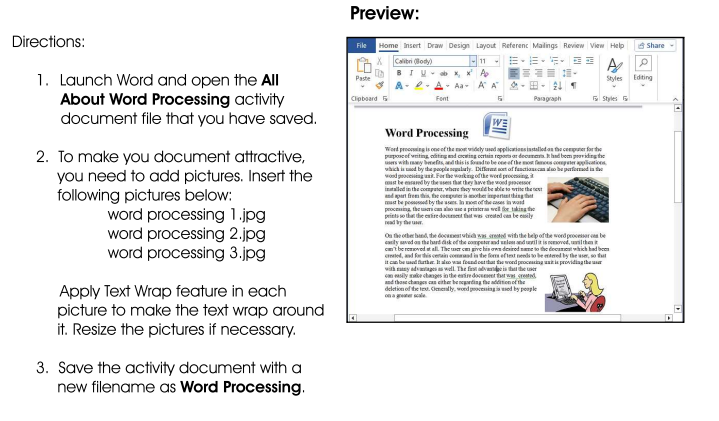 Preview:
Directions:
1. Launch Word and open the All
About Word Processing activity
document file that you have saved.
2. To make you document attractive,
you need to add pictures. Insert the
following pictures below:
word processing 1.jpg
word processing 2.jpg
word processing 3.jpg
Apply Text Wrap feature in each
picture to make the text wrap around
it. Resize the pictures if necessary.
3. Save the activity document with a
new filename as Word Processing.
File Home Insert Draw Design Layout Referenc Mailings Review View Help Share
Calibri (Body) 11
Paste B I U ab x₂ x² A
A A Aa A A
Styles Editing
Clipboard Font Paragraph Styles
Word Processing W
Word processing is one of the most widely used applications installed on the computer for the
purpose of writing, editing and creating certain reports or documents. It had been providing the
users with many benefits, and this is found to be one of the most famous computer applications,
which is used by the people regularly. Different sort of functions can also be performed in the
word processing unit. For the working of the word processing, it
must be ensured by the users that they have the word processor
installed in the computer, where they would be able to write the text
and apart from this, the computer is another important thing that
must be possessed by the users. In most of the cases in word
processing, the users can also use a printer as well for taking the
prints so that the entire document that was created can be easily
read by the user.
On the other hand, the document which was created with the help of the word processor can be
easily saved on the hard disk of the computer and unless and until it is removed, until then it
can't be removed at all. The user can give his own desired name to the document which had been
created, and for this certain command in the form of text needs to be entered by the user, so that
it can be used further. It also was found out that the word processing unit is providing the user
with many advantages as well. The first advantage is that the user
can easily make changes in the entire document that was created,
and those changes can either be regarding the addition of the
deletion of the text. Generally, word processing is used by people
on a greater scale.